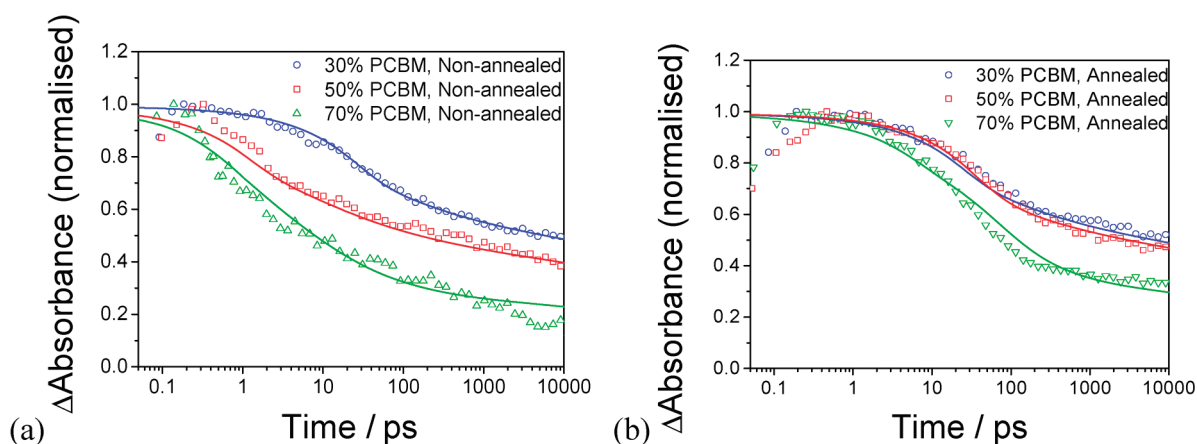 ΔAbsorbance (normalised)
1.2
1.0
0.8
0.6
0.4
0.2
0.0
30% PCBM, Non-annealed
50% PCBM, Non-annealed
70% PCBM, Non-annealed
0.1 1 10 100 1000 10000
Time / ps
(a)
ΔAbsorbance (normalised)
1.2
1.0
0.8
0.6
0.4
0.2
0.0
30% PCBM, Annealed
50% PCBM, Annealed
70% PCBM, Annealed
0.1 1 10 100 1000 10000
Time / ps
(b)